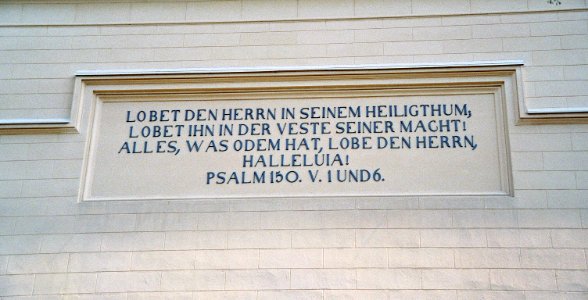 LOBET DEN HERRN IN SEINEM HEILIGTHUM;
LOBET IHN IN DER VESTE SEINER MACHT!
ALLES, WAS ODEM HAT, LOBE DEN HERRN,
HALLELUIA!
PSALM 150. V. 1 UND 6.